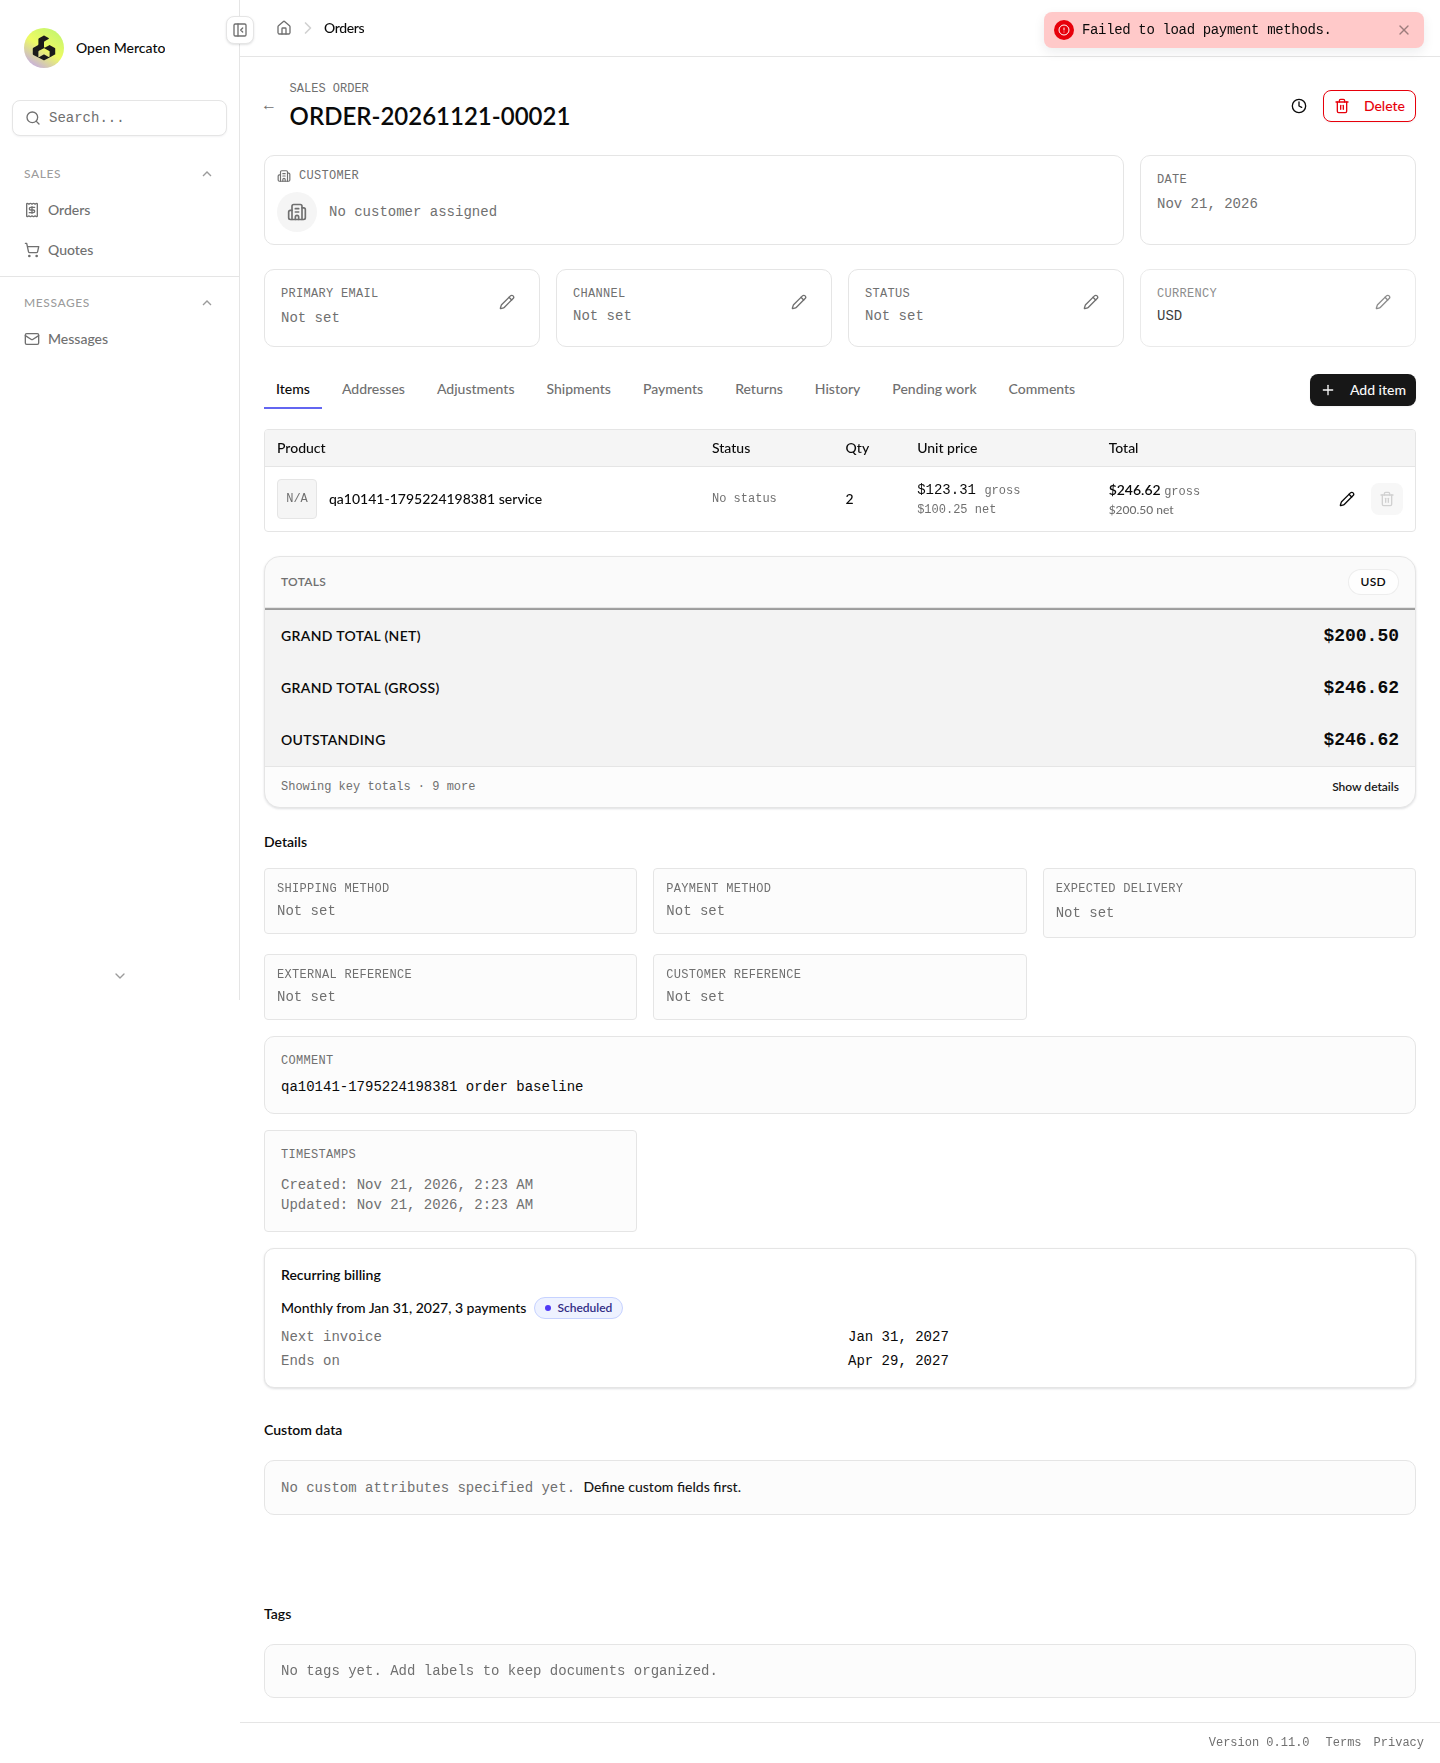 Open Mercato
Orders
Failed to load payment methods.
Search...
SALES
Orders
Quotes
MESSAGES
Messages
←
SALES ORDER
ORDER-20261121-00021
Delete
CUSTOMER
No customer assigned
DATE
Nov 21, 2026
PRIMARY EMAIL
Not set
CHANNEL
Not set
STATUS
Not set
CURRENCY
USD
Items Addresses Adjustments Shipments Payments Returns History Pending work Comments
Add item
Product Status Qty Unit price Total
N/A qa10141-1795224198381 service No status 2
$123.31 gross
$100.25 net
$246.62 gross
$200.50 net
TOTALS USD
GRAND TOTAL (NET) $200.50
GRAND TOTAL (GROSS) $246.62
OUTSTANDING $246.62
Showing key totals · 9 more Show details
Details
SHIPPING METHOD
Not set
PAYMENT METHOD
Not set
EXPECTED DELIVERY
Not set
EXTERNAL REFERENCE
Not set
CUSTOMER REFERENCE
Not set
COMMENT
qa10141-1795224198381 order baseline
TIMESTAMPS
Created: Nov 21, 2026, 2:23 AM
Updated: Nov 21, 2026, 2:23 AM
Recurring billing
Monthly from Jan 31, 2027, 3 payments Scheduled
Next invoice Jan 31, 2027
Ends on Apr 29, 2027
Custom data
No custom attributes specified yet. Define custom fields first.
Tags
No tags yet. Add labels to keep documents organized.
Version 0.11.0 Terms Privacy